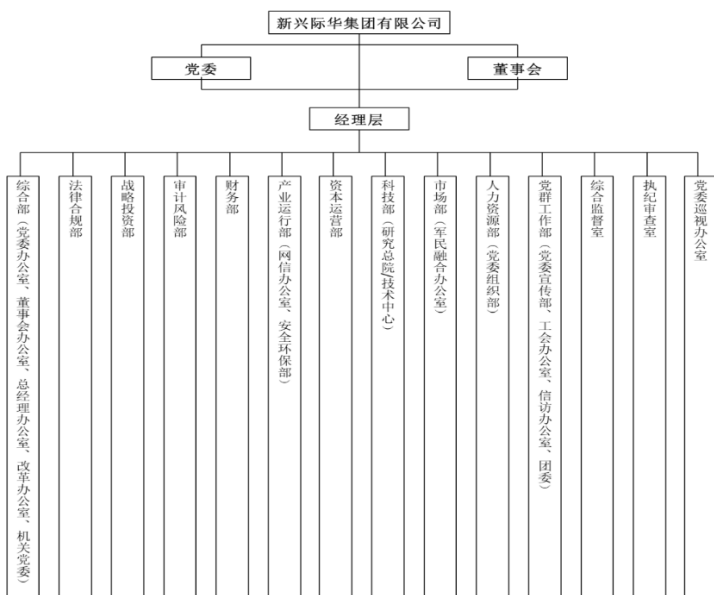 新兴际华集团有限公司
党委
董事会
经理层
综合部（党委办公室、董事会办公室、总经理办公室、改革办公室、机关党委）
法律合规部
战略投资部
审计风险部
财务部
产业运行部（网信办公室、安全环保部）
资本运营部
科技部（研究总院/技术中心）
市场部（军民融合办公室）
人力资源部（党委组织部）
党群工作部（党委宣传部、工会办公室、信访办公室、团委）
综合监督室
执纪审查室
党委巡视办公室